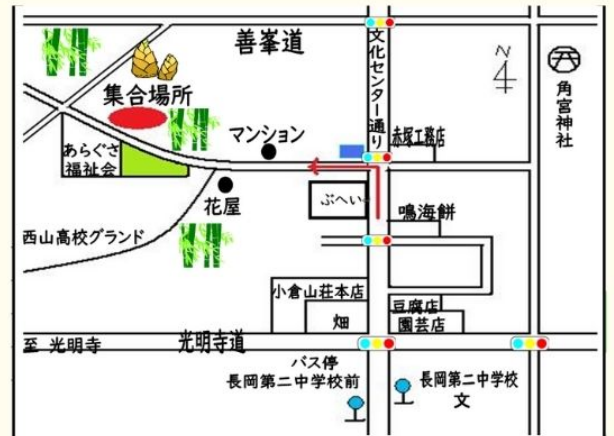 善峯道
文化センター通り
N
角宮神社
集合場所
マンション
赤塚工務店
あらぐさ
福祉会
花屋
ぶへい
鳴海餅
西山高校グランド
小倉山荘本店
畑
豆腐店
園芸店
至 光明寺
光明寺道
バス停
長岡第二中学校前
長岡第二中学校
文